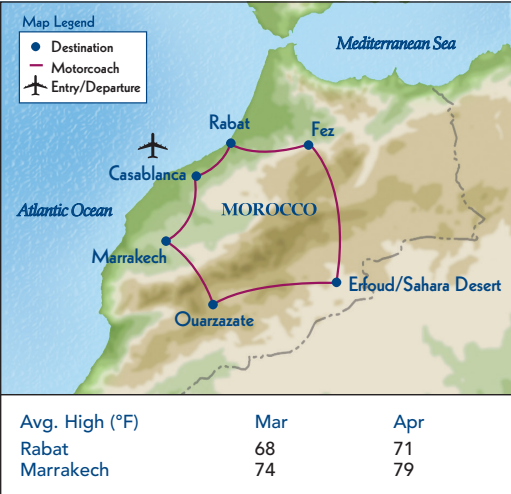 Map Legend
Destination
Motorcoach
Entry/Departure
Mediterranean Sea
Rabat
Fez
Casablanca
Atlantic Ocean
MOROCCO
Marrakech
Erfoud/Sahara Desert
Ouarzazate
Avg. High (°F) Mar Apr
Rabat 68 71
Marrakech 74 79